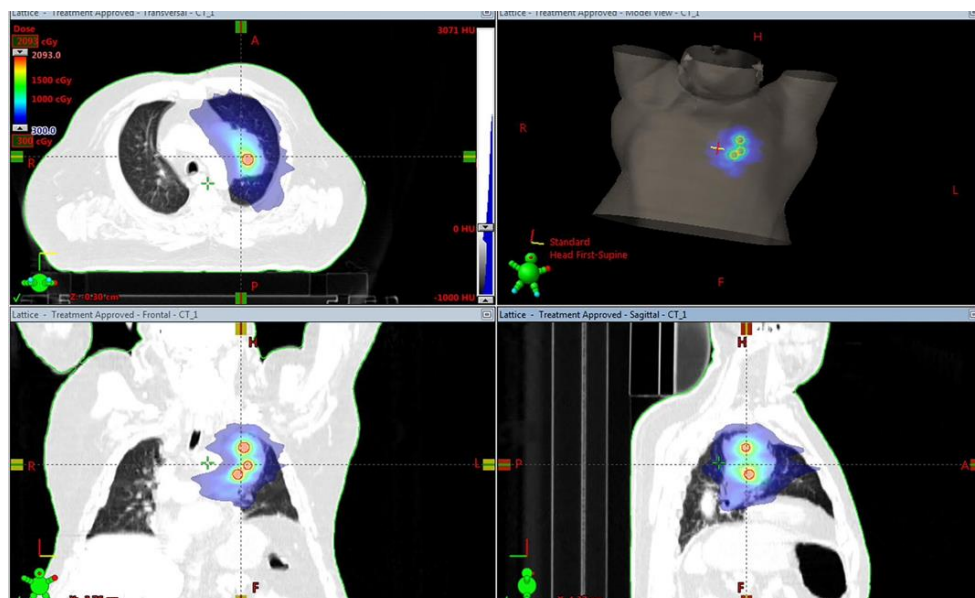 Lattice - Treatment Approved - Transversal - CT_1
Dose
2093 cGy
2093.0
1500 cGy
1000 cGy
300.0
300 cGy
A
3071 HU
R
0 HU
P
-1000 HU
Lattice - Treatment Approved - Model View - CT_1
H
R
L
Standard
Head First-Supine
F
Lattice - Treatment Approved - Frontal - CT_1
H
R
L
F
Lattice - Treatment Approved - Sagittal - CT_1
H
P
A
F